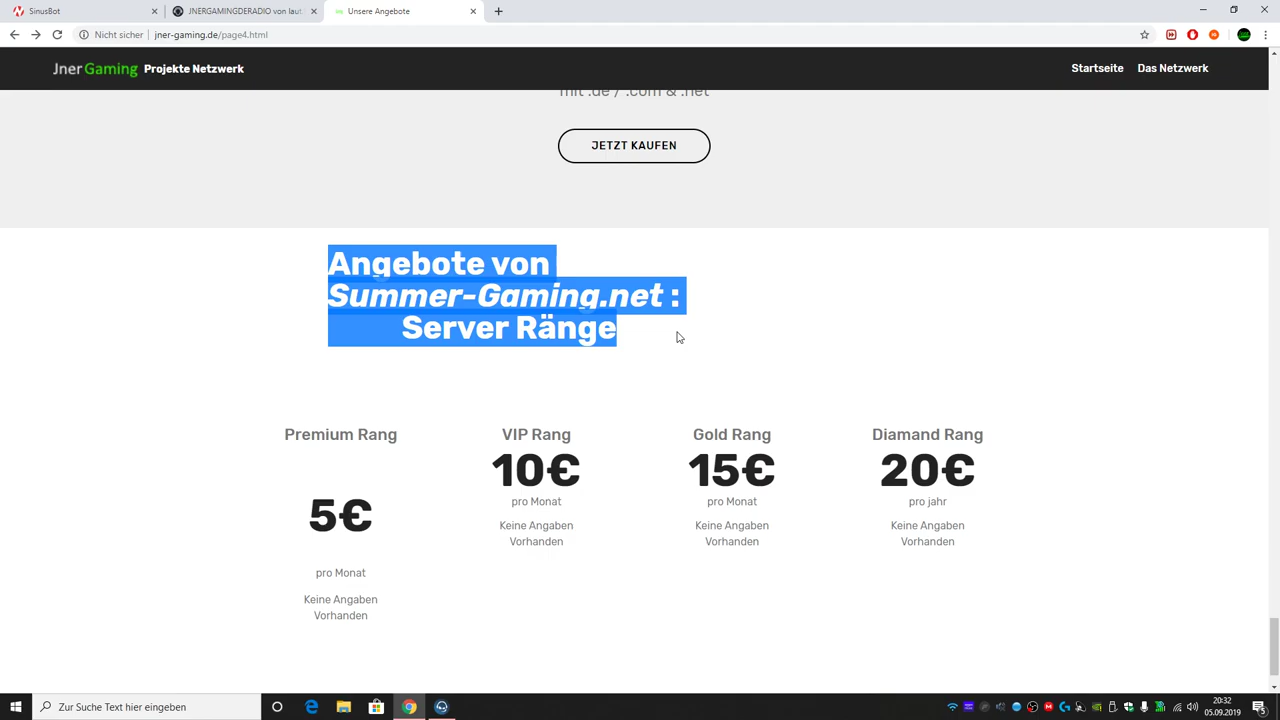 SinusBot
JNERGAMINGDERADIO von laut.
Unsere Angebote
Nicht sicher
jner-gaming.de/page4.html
JnerGaming Projekte Netzwerk
Startseite
Das Netzwerk
mit .de / .com & .net
JETZT KAUFEN
Angebote von
Summer-Gaming.net :
Server Ränge
Premium Rang
5€
pro Monat
Keine Angaben
Vorhanden
VIP Rang
10€
pro Monat
Keine Angaben
Vorhanden
Gold Rang
15€
pro Monat
Keine Angaben
Vorhanden
Diamand Rang
20€
pro jahr
Keine Angaben
Vorhanden
Zur Suche Text hier eingeben
20:32
05.09.2019